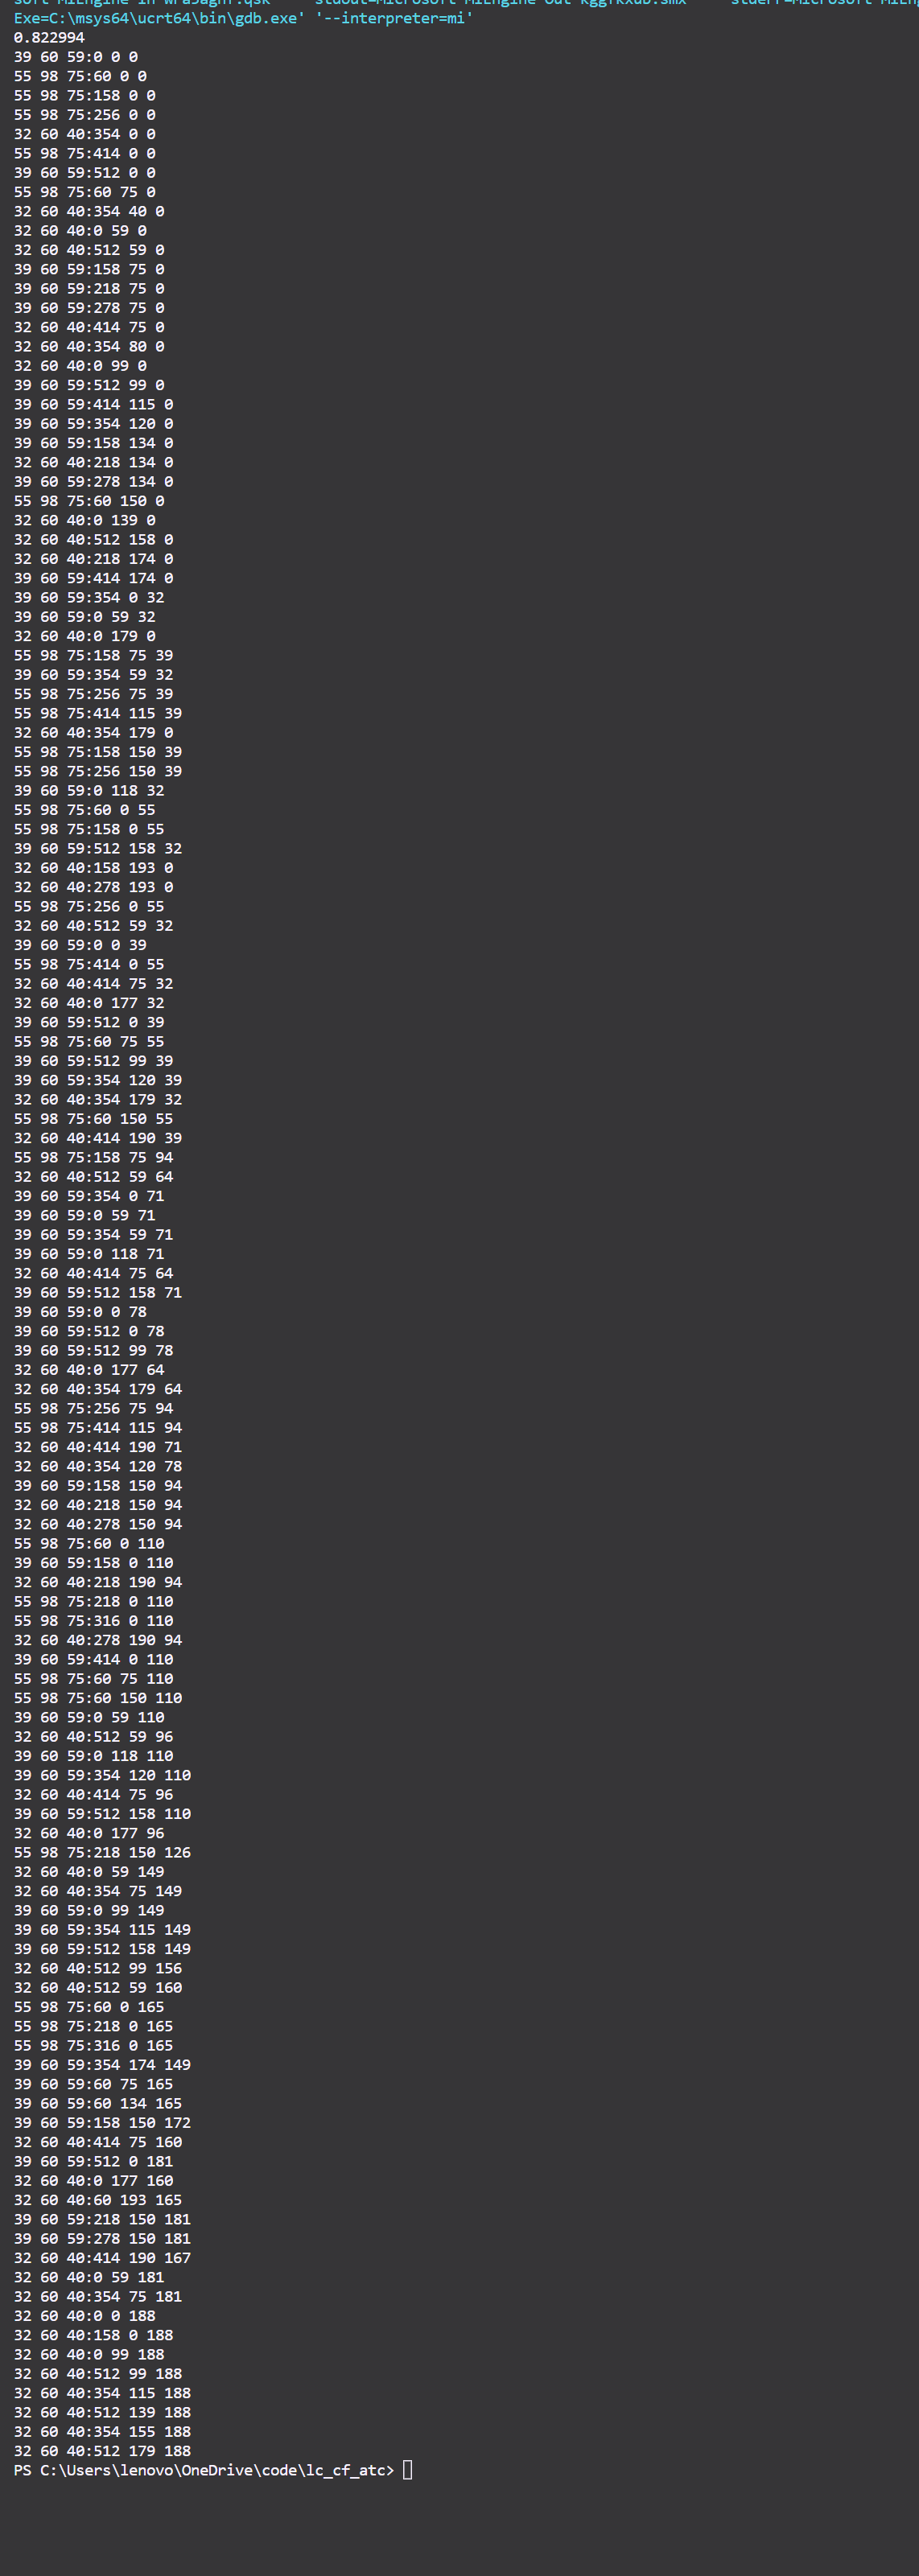 Exe=C:\msys64\ucrt64\bin\gdb.exe' '--interpreter=mi'
0.822994
39 60 59:0 0 0
55 98 75:60 0 0
55 98 75:158 0 0
55 98 75:256 0 0
32 60 40:354 0 0
55 98 75:414 0 0
39 60 59:512 0 0
55 98 75:60 75 0
32 60 40:354 40 0
32 60 40:0 59 0
32 60 40:512 59 0
39 60 59:158 75 0
39 60 59:218 75 0
39 60 59:278 75 0
32 60 40:414 75 0
32 60 40:354 80 0
32 60 40:0 99 0
39 60 59:512 99 0
39 60 59:414 115 0
39 60 59:354 120 0
39 60 59:158 134 0
32 60 40:218 134 0
39 60 59:278 134 0
55 98 75:60 150 0
32 60 40:0 139 0
32 60 40:512 158 0
32 60 40:218 174 0
39 60 59:414 174 0
39 60 59:354 0 32
39 60 59:0 59 32
32 60 40:0 179 0
55 98 75:158 75 39
39 60 59:354 59 32
55 98 75:256 75 39
55 98 75:414 115 39
32 60 40:354 179 0
55 98 75:158 150 39
55 98 75:256 150 39
39 60 59:0 118 32
55 98 75:60 0 55
55 98 75:158 0 55
39 60 59:512 158 32
32 60 40:158 193 0
32 60 40:278 193 0
55 98 75:256 0 55
32 60 40:512 59 32
39 60 59:0 0 39
55 98 75:414 0 55
32 60 40:414 75 32
32 60 40:0 177 32
39 60 59:512 0 39
55 98 75:60 75 55
39 60 59:512 99 39
39 60 59:354 120 39
32 60 40:354 179 32
55 98 75:60 150 55
32 60 40:414 190 39
55 98 75:158 75 94
32 60 40:512 59 64
39 60 59:354 0 71
39 60 59:0 59 71
39 60 59:354 59 71
39 60 59:0 118 71
32 60 40:414 75 64
39 60 59:512 158 71
39 60 59:0 0 78
39 60 59:512 0 78
39 60 59:512 99 78
32 60 40:0 177 64
32 60 40:354 179 64
55 98 75:256 75 94
55 98 75:414 115 94
32 60 40:414 190 71
32 60 40:354 120 78
39 60 59:158 150 94
32 60 40:218 150 94
32 60 40:278 150 94
55 98 75:60 0 110
39 60 59:158 0 110
32 60 40:218 190 94
55 98 75:218 0 110
55 98 75:316 0 110
32 60 40:278 190 94
39 60 59:414 0 110
55 98 75:60 75 110
55 98 75:60 150 110
39 60 59:0 59 110
32 60 40:512 59 96
39 60 59:0 118 110
39 60 59:354 120 110
32 60 40:414 75 96
39 60 59:512 158 110
32 60 40:0 177 96
55 98 75:218 150 126
32 60 40:0 59 149
32 60 40:354 75 149
39 60 59:0 99 149
39 60 59:354 115 149
39 60 59:512 158 149
32 60 40:512 99 156
32 60 40:512 59 160
55 98 75:60 0 165
55 98 75:218 0 165
55 98 75:316 0 165
39 60 59:354 174 149
39 60 59:60 75 165
39 60 59:60 134 165
39 60 59:158 150 172
32 60 40:414 75 160
39 60 59:512 0 181
32 60 40:0 177 160
32 60 40:60 193 165
39 60 59:218 150 181
39 60 59:278 150 181
32 60 40:414 190 167
32 60 40:0 59 181
32 60 40:354 75 181
32 60 40:0 0 188
32 60 40:158 0 188
32 60 40:0 99 188
32 60 40:512 99 188
32 60 40:354 115 188
32 60 40:512 139 188
32 60 40:354 155 188
32 60 40:512 179 188
PS C:\Users\lenovo\OneDrive\code\lc_cf_atc>